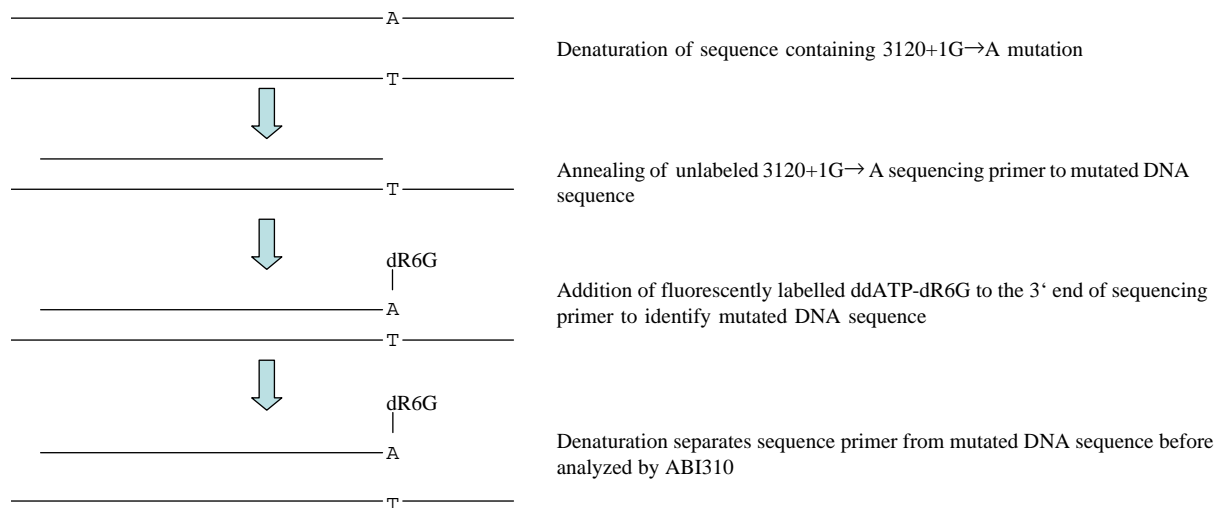 A
Denaturation of sequence containing 3120+1G→A mutation
T
Annealing of unlabeled 3120+1G→ A sequencing primer to mutated DNA
sequence
T
dR6G
Addition of fluorescently labelled ddATP-dR6G to the 3‘ end of sequencing
primer to identify mutated DNA sequence
A
T
dR6G
Denaturation separates sequence primer from mutated DNA sequence before
analyzed by ABI310
A
T